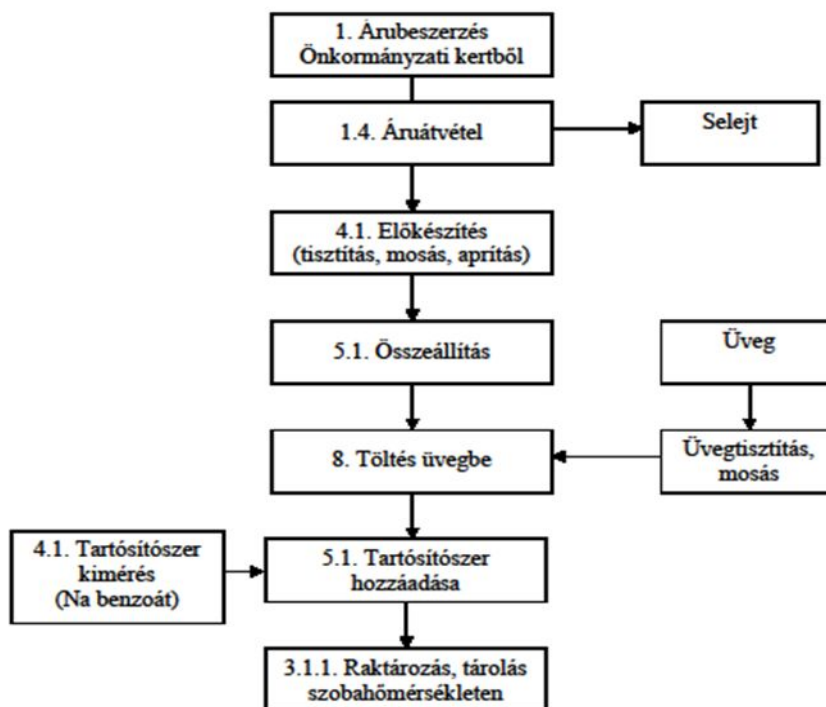 1. Árubeszerzés
Önkormányzati kertből
1.4. Áruátvétel
Selejt
4.1. Előkészítés
(tisztítás, mosás, aprítás)
5.1. Összeállítás
Üveg
8. Töltés üvegbe
Üvegtisztítás,
mosás
4.1. Tartósítószer
kimérés
(Na benzoát)
5.1. Tartósítószer
hozzáadása
3.1.1. Raktározás, tárolás
szobahőmérsékleten